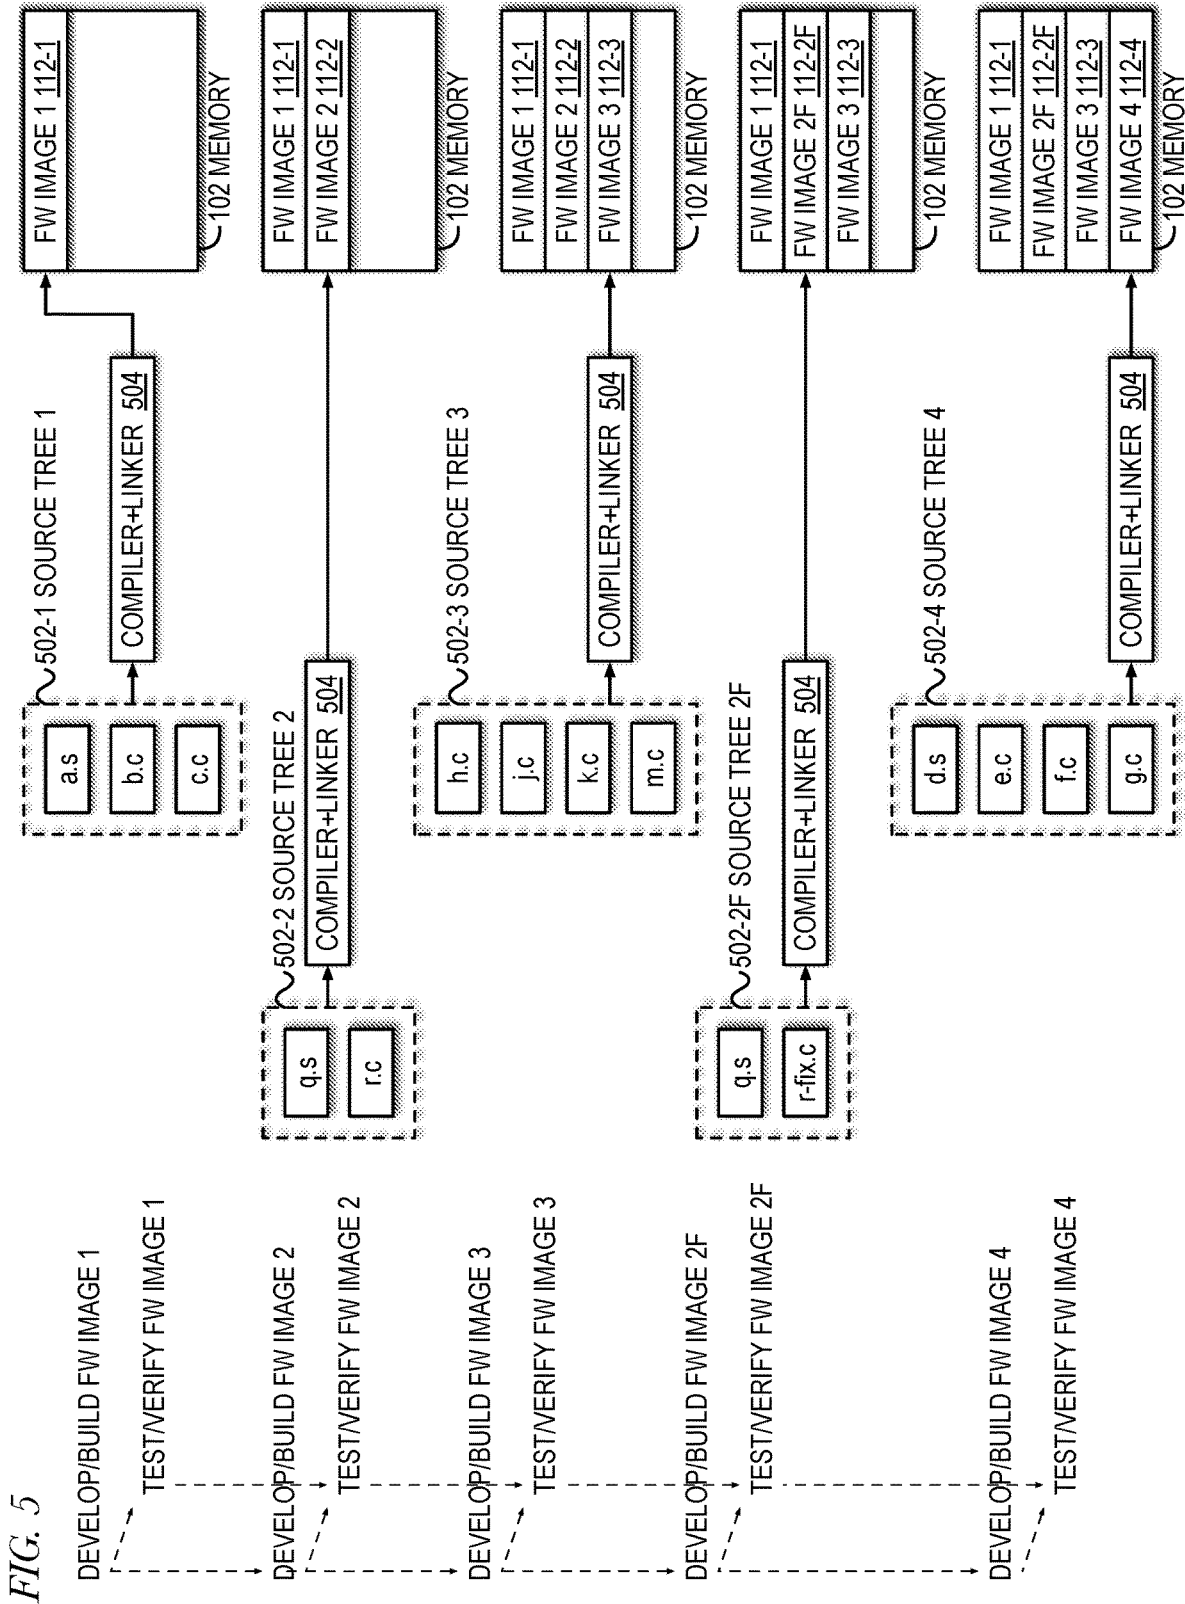 FIG. 5
DEVELOP/BUILD FW IMAGE 1
TEST/VERIFY FW IMAGE 1
DEVELOP/BUILD FW IMAGE 2
TEST/VERIFY FW IMAGE 2
DEVELOP/BUILD FW IMAGE 3
TEST/VERIFY FW IMAGE 3
DEVELOP/BUILD FW IMAGE 2F
TEST/VERIFY FW IMAGE 2F
DEVELOP/BUILD FW IMAGE 4
TEST/VERIFY FW IMAGE 4
502-1 SOURCE TREE 1
a.s
b.c
c.c
COMPILER+LINKER 504
FW IMAGE 1 112-1
102 MEMORY
502-2 SOURCE TREE 2
q.s
r.c
COMPILER+LINKER 504
FW IMAGE 1 112-1
FW IMAGE 2 112-2
102 MEMORY
502-3 SOURCE TREE 3
h.c
j.c
k.c
m.c
COMPILER+LINKER 504
FW IMAGE 1 112-1
FW IMAGE 2 112-2
FW IMAGE 3 112-3
102 MEMORY
502-2F SOURCE TREE 2F
q.s
r-fix.c
COMPILER+LINKER 504
FW IMAGE 1 112-1
FW IMAGE 2F 112-2F
FW IMAGE 3 112-3
102 MEMORY
502-4 SOURCE TREE 4
d.s
e.c
f.c
g.c
COMPILER+LINKER 504
FW IMAGE 1 112-1
FW IMAGE 2F 112-2F
FW IMAGE 3 112-3
FW IMAGE 4 112-4
102 MEMORY